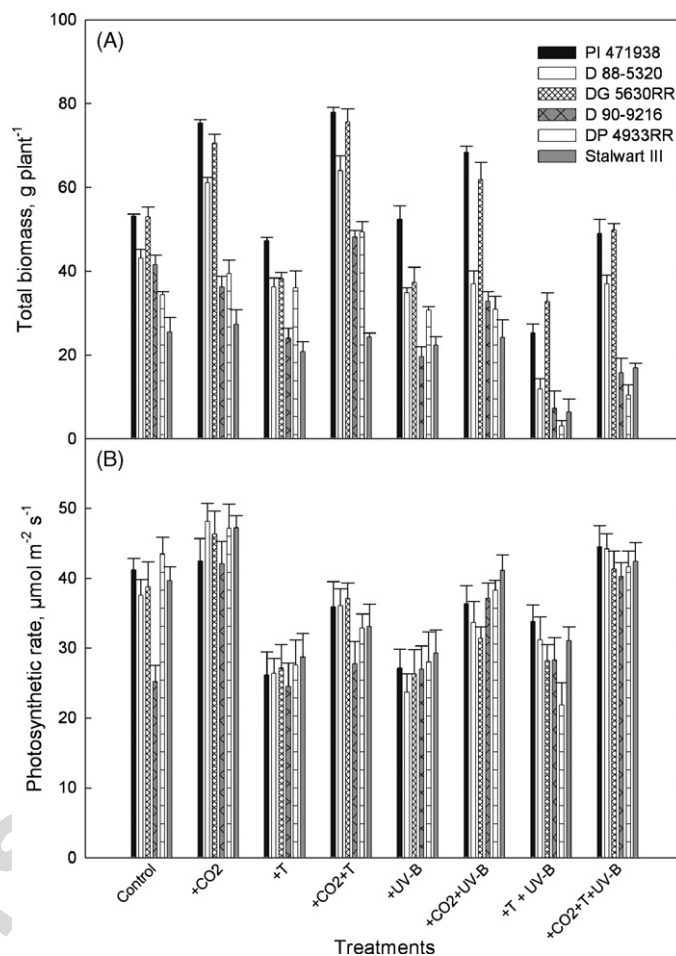 (A)
Total biomass, g plant⁻¹
100
80
60
40
20
0
PI 471938
D 88-5320
DG 5630RR
D 90-9216
DP 4933RR
Stalwart III
(B)
Photosynthetic rate, µmol m⁻² s⁻¹
50
40
30
20
10
0
Control
+CO2
+T
+CO2+T
+UV-B
+CO2+UV-B
+T + UV-B
+CO2+T+UV-B
Treatments